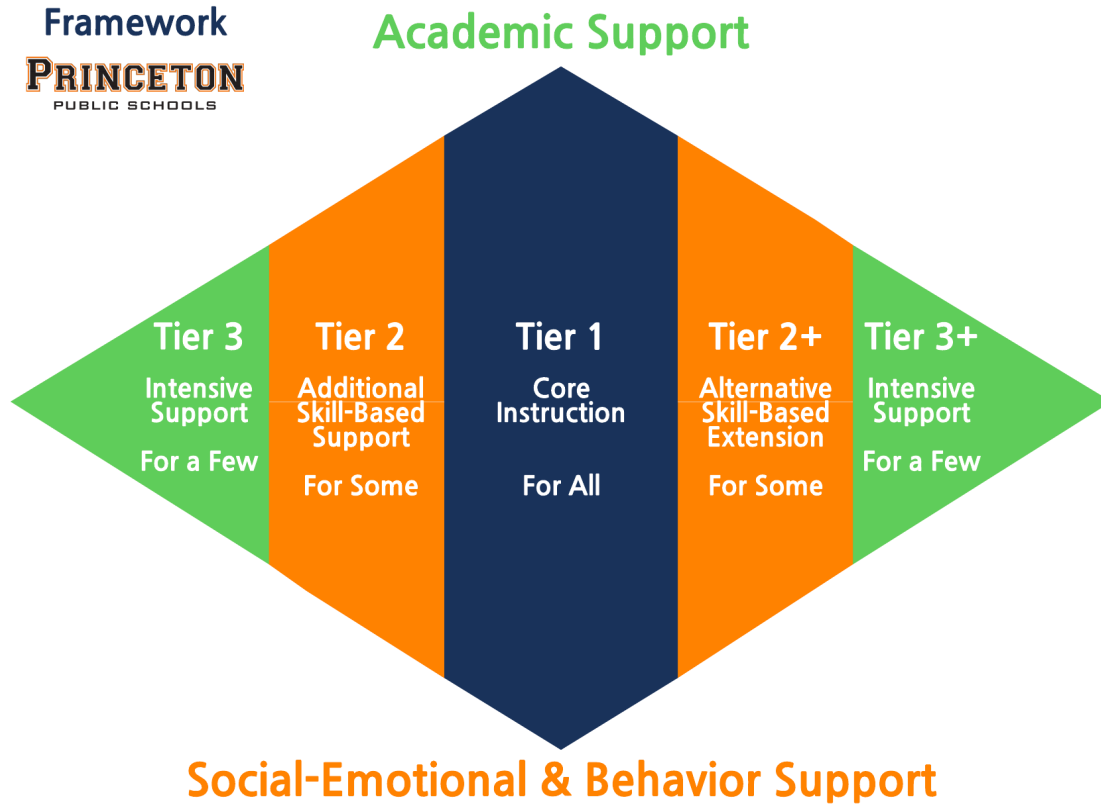 Framework
PRINCETON
PUBLIC SCHOOLS
Academic Support
Tier 3
Intensive
Support
For a Few
Tier 2
Additional
Skill-Based
Support
For Some
Tier 1
Core
Instruction
For All
Tier 2+
Alternative
Skill-Based
Extension
For Some
Tier 3+
Intensive
Support
For a Few
Social-Emotional & Behavior Support